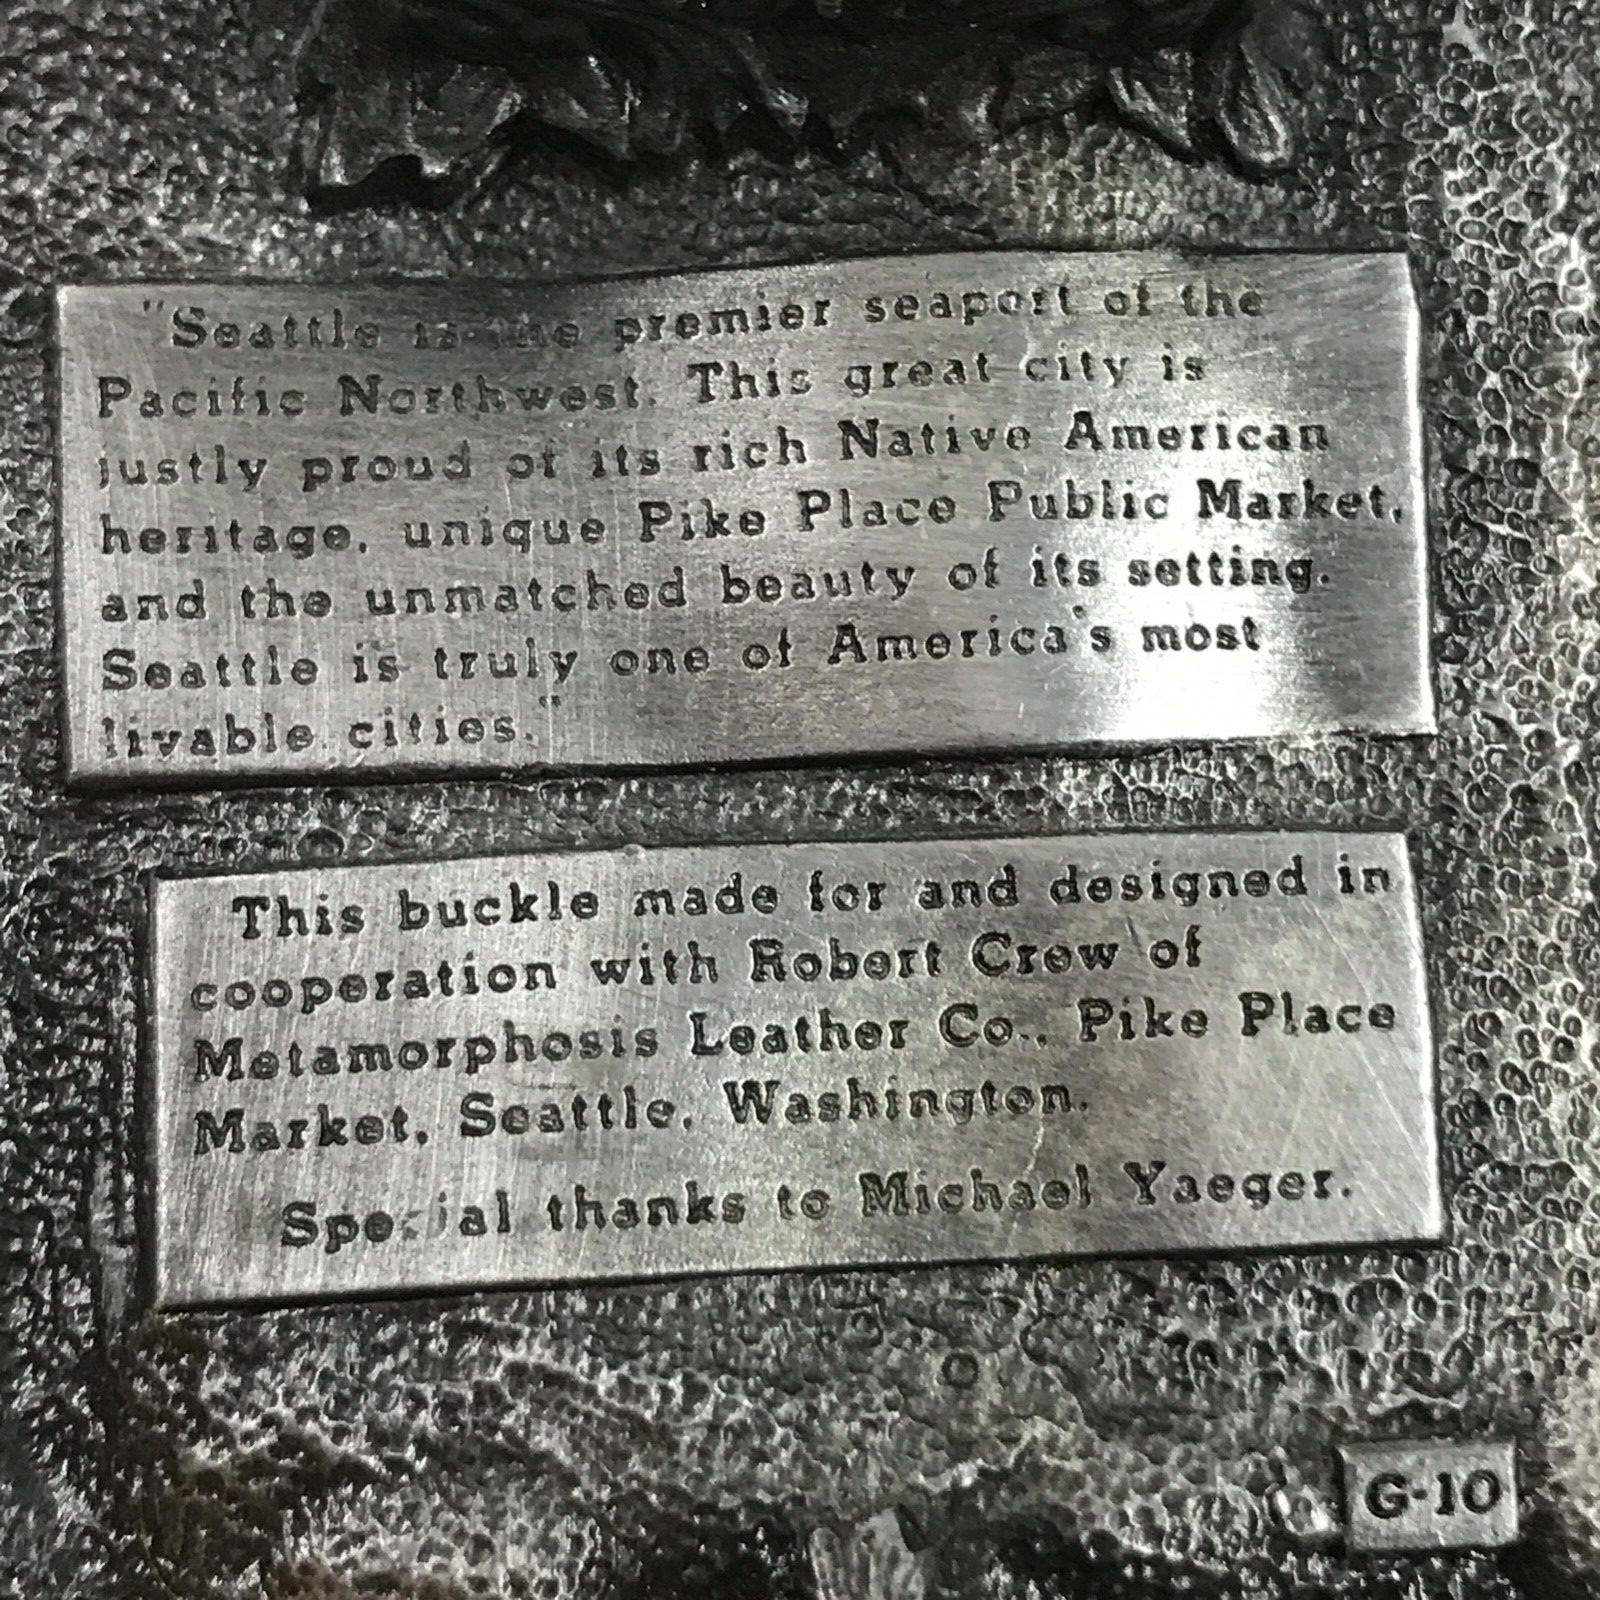 "Seattle is the premier seaport of the
Pacific Northwest. This great city is
justly proud of its rich Native American
heritage, unique Pike Place Public Market,
and the unmatched beauty of its setting.
Seattle is truly one of America's most
livable cities."
This buckle made for and designed in
cooperation with Robert Crew of
Metamorphosis Leather Co., Pike Place
Market, Seattle, Washington.
Special thanks to Michael Yaeger.
G-10